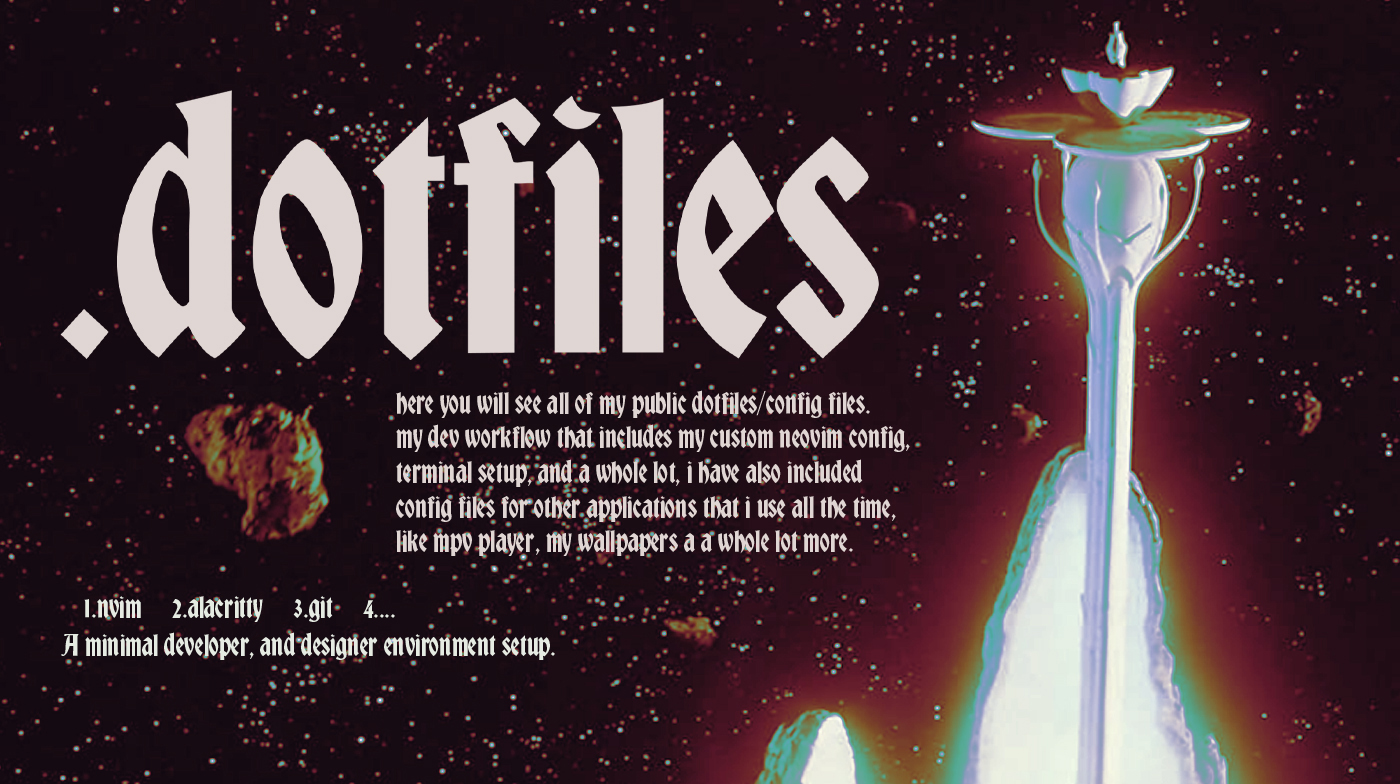 .dotfiles
here you will see all of my public dotfiles/config files.
my dev workflow that includes my custom neovim config,
terminal setup, and a whole lot, i have also included
config files for other applications that i use all the time,
like mpv player, my wallpapers a a whole lot more.
1.nvim 2.alacritty 3.git 4....
A minimal developer, and designer environment setup.